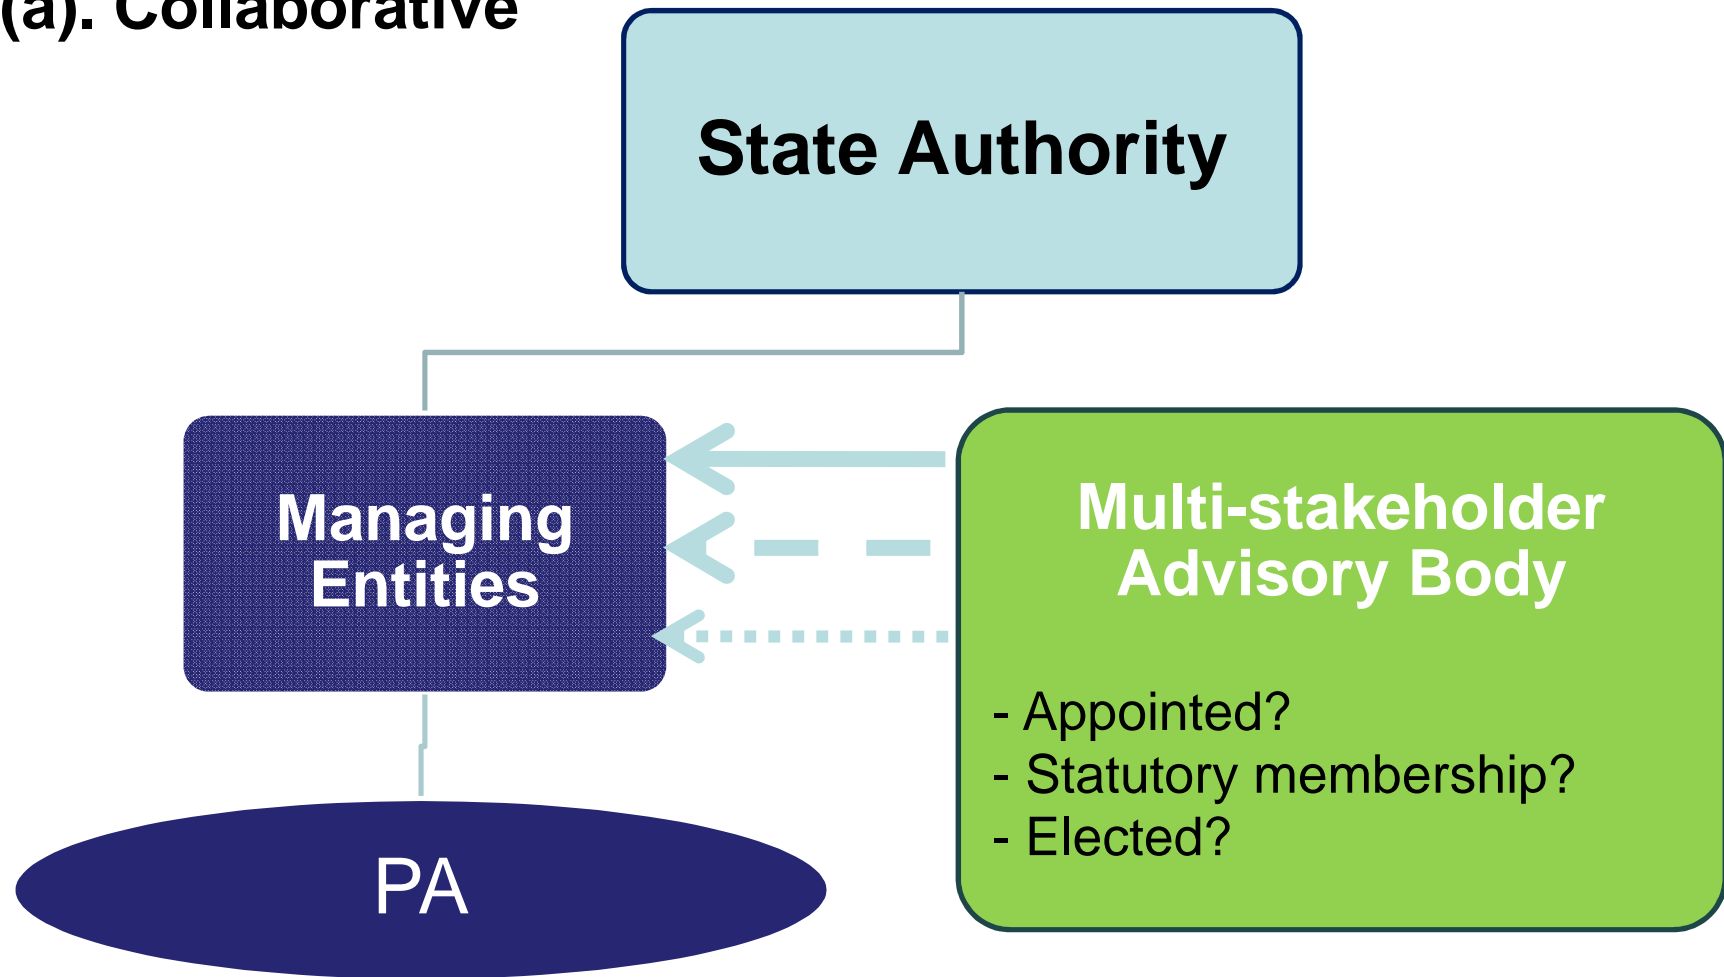 (a). Collaborative
State Authority
Managing
Entities
Multi-stakeholder
Advisory Body
- Appointed?
- Statutory membership?
- Elected?
PA